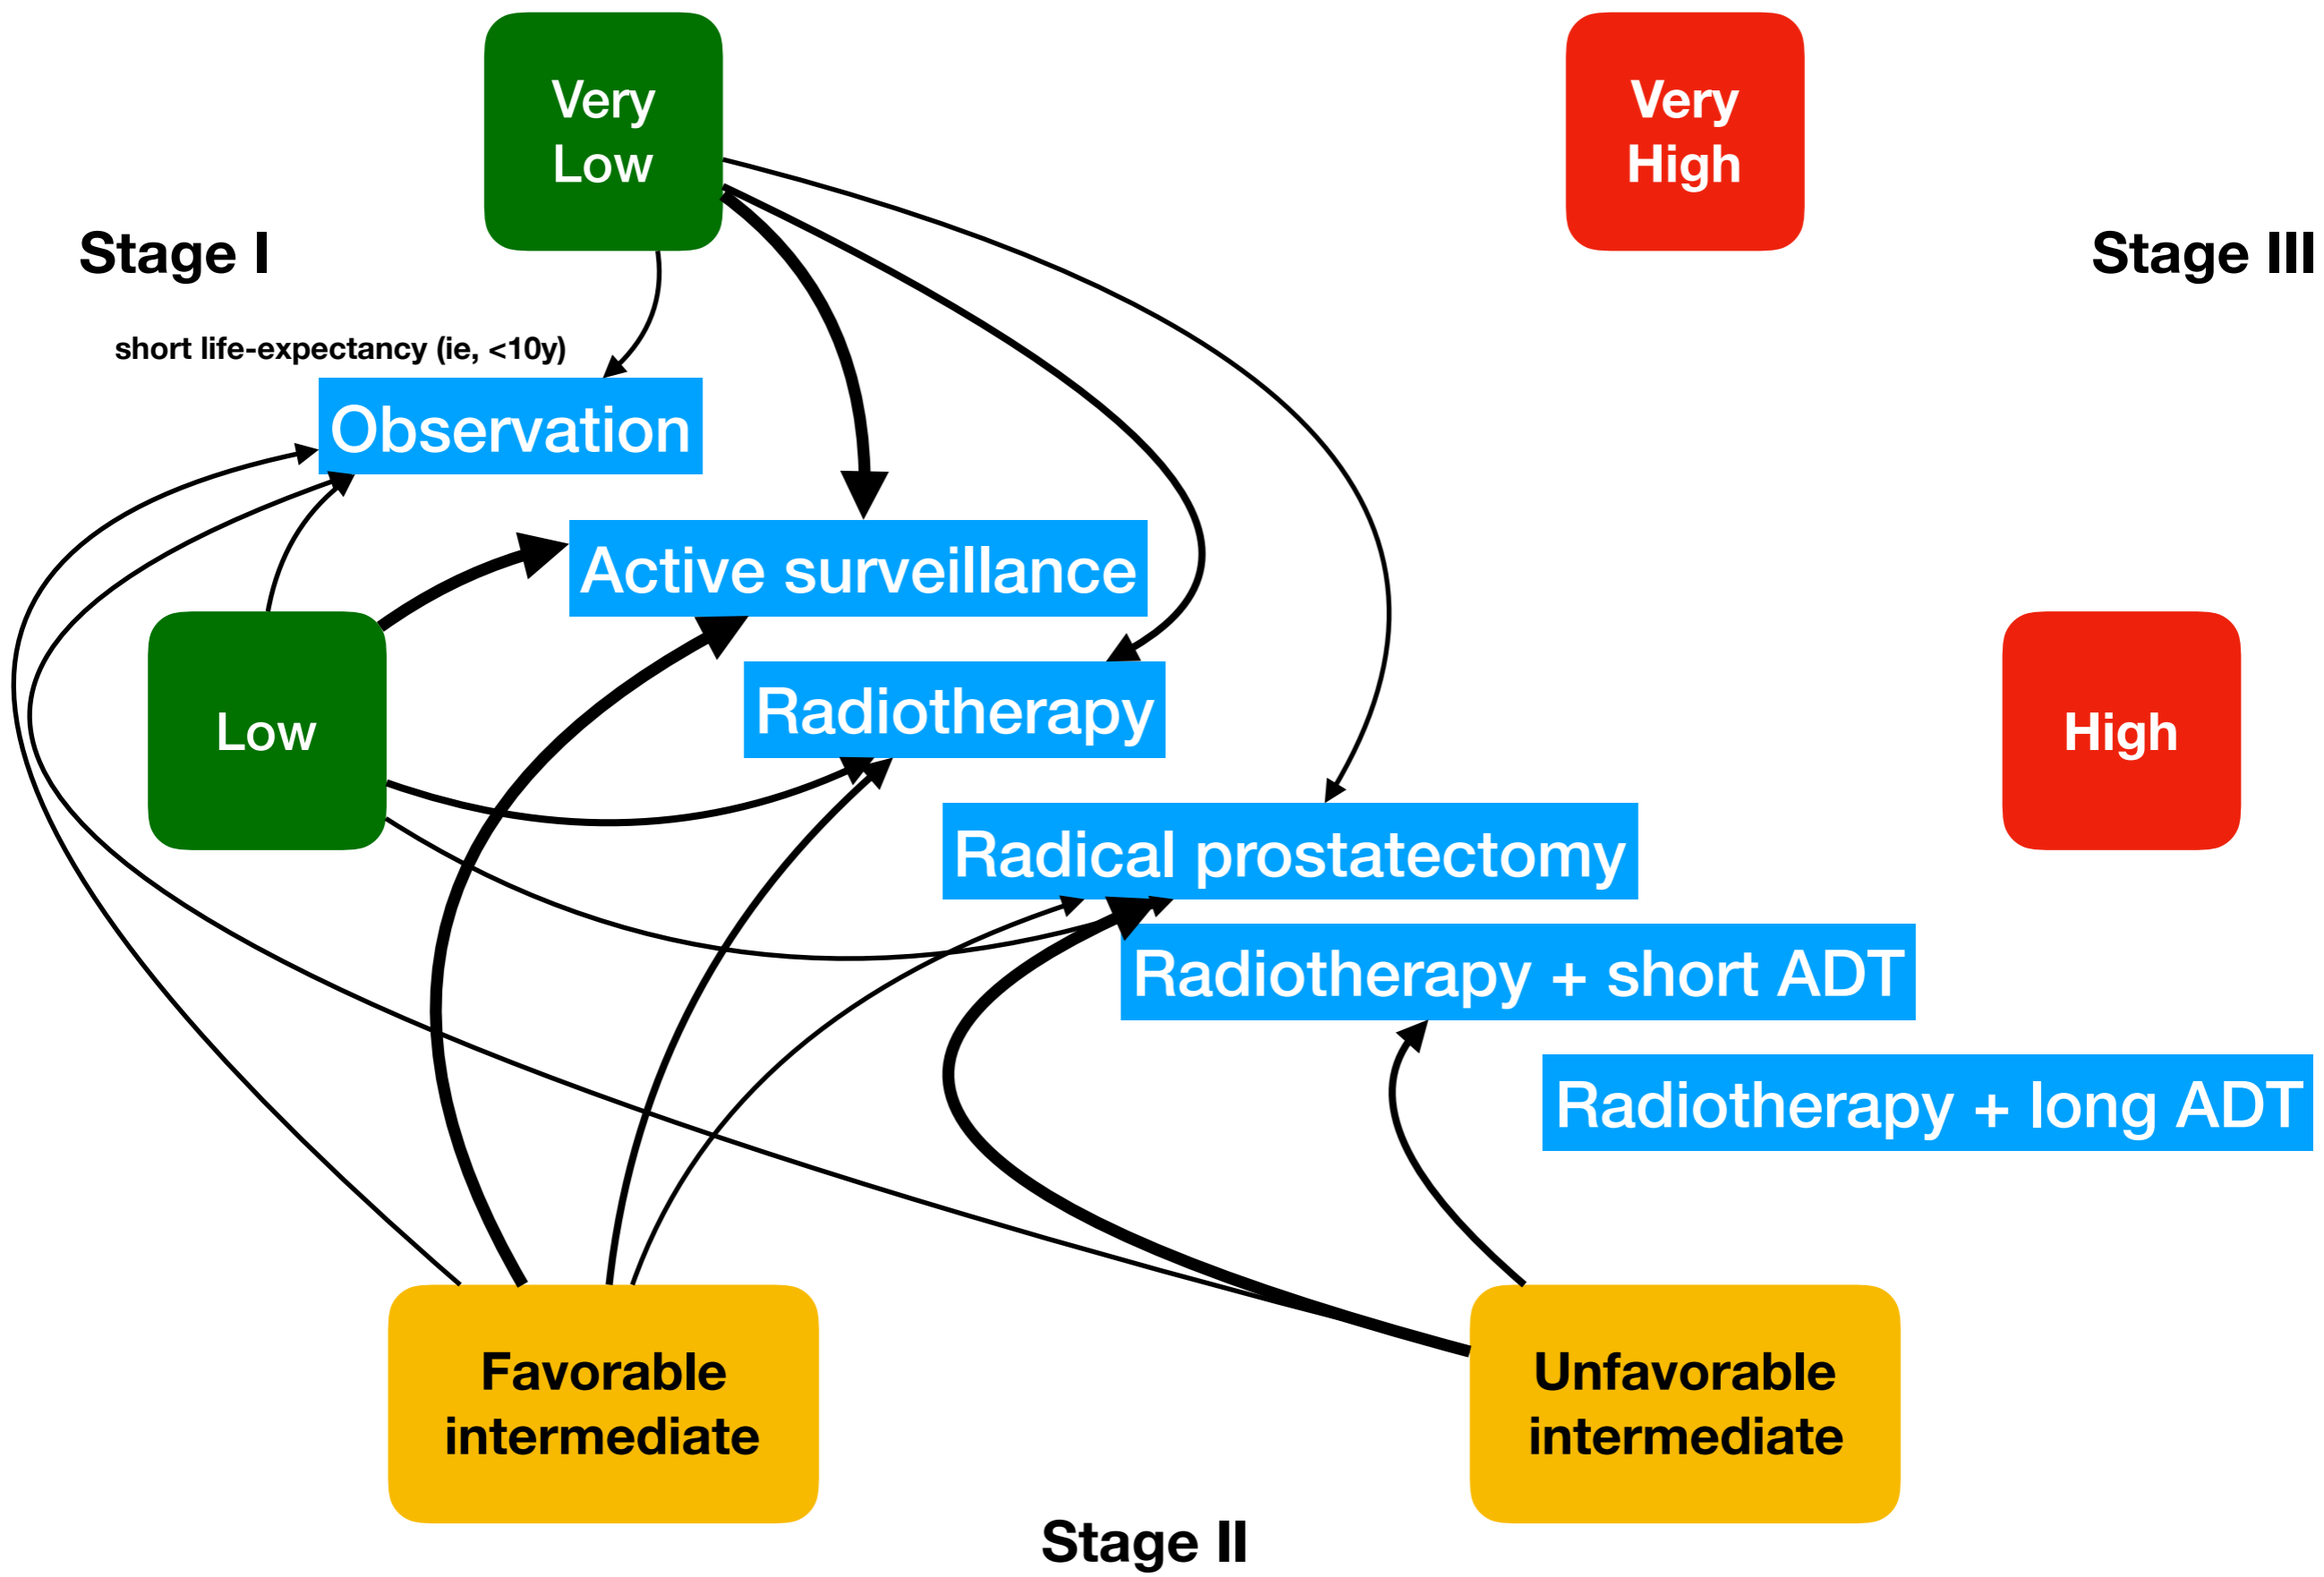 Very
Low
Very
High
Stage I
Stage III
short life-expectancy (ie, <10y)
Observation
Active surveillance
Radiotherapy
Low
High
Radical prostatectomy
Radiotherapy + short ADT
Radiotherapy + long ADT
Favorable
intermediate
Unfavorable
intermediate
Stage II